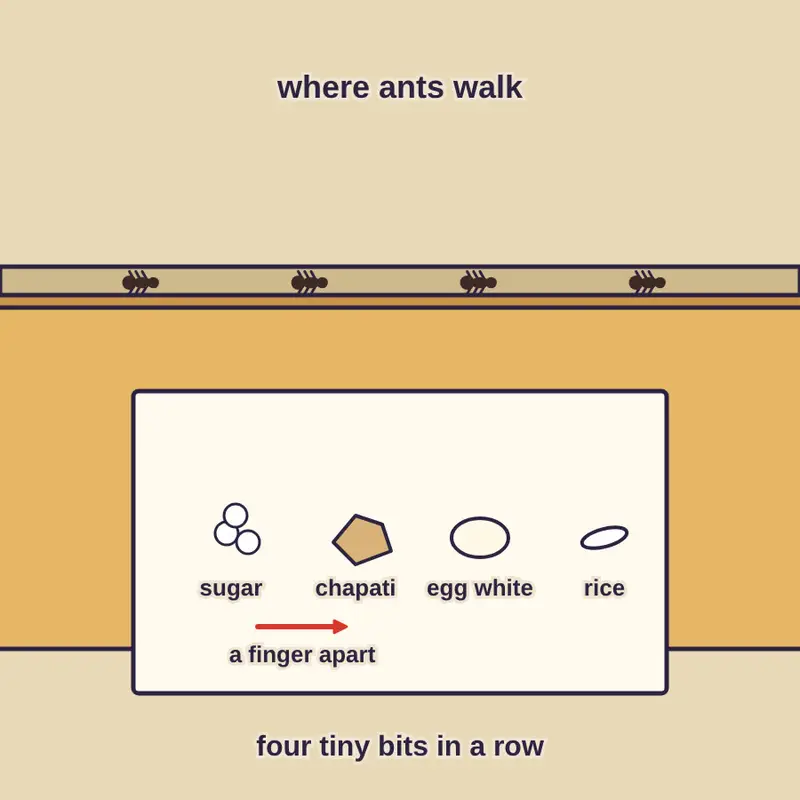 where ants walk
sugar
chapati
egg white
rice
a finger apart
four tiny bits in a row